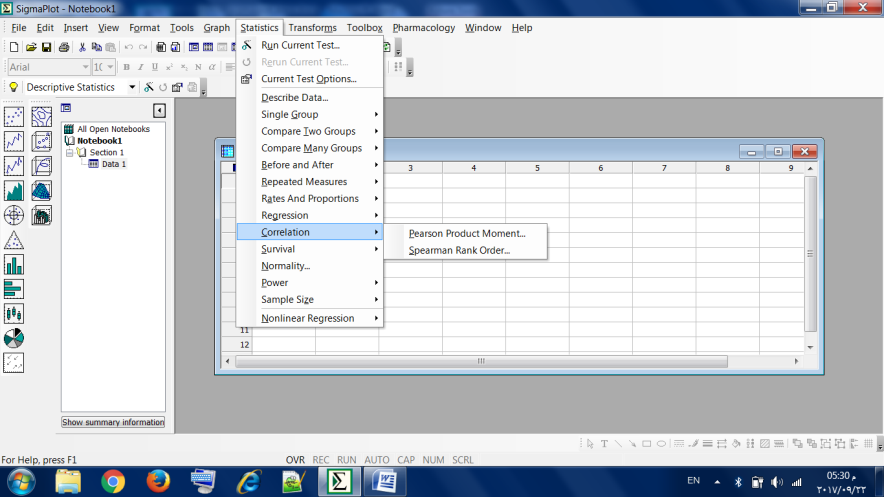 SigmaPlot - Notebook1
File Edit Insert View Format Tools Graph Statistics Transforms Toolbox Pharmacology Window Help
Arial
Descriptive Statistics
Run Current Test...
Rerun Current Test...
Current Test Options...
Describe Data...
Single Group
Compare Two Groups
Compare Many Groups
Before and After
Repeated Measures
Rates And Proportions
Regression
Correlation
Survival
Normality...
Power
Sample Size
Nonlinear Regression
Pearson Product Moment...
Spearman Rank Order...
All Open Notebooks
Notebook1
Section 1
Data 1
Show summary information
3 4 5 6 7 8 9
11
12
For Help, press F1
OVR REC RUN AUTO CAP NUM SCRL
EN
05:30 م
٢٠١٧/٠٩/٢٢